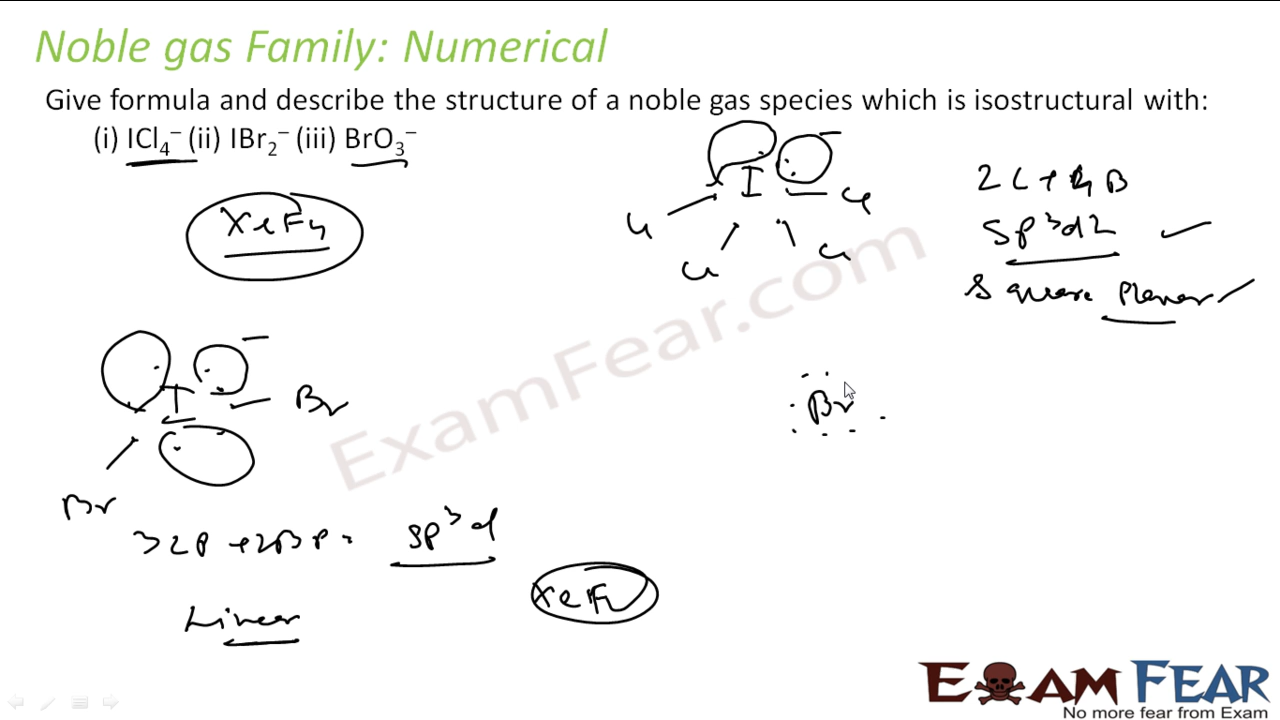 Noble gas Family: Numerical
Give formula and describe the structure of a noble gas species which is isostructural with:
(i) ICl₄⁻ (ii) IBr₂⁻ (iii) BrO₃⁻
XeF₄
I
Cl
Cl
Cl
Cl
2L + 4B
sp³d2
Square Planar
I
Br
Br
3LP + 2BP =
sp³d
Linear
XeF₂
Br
ExamFear.com
EXAM FEAR
No more fear from Exam